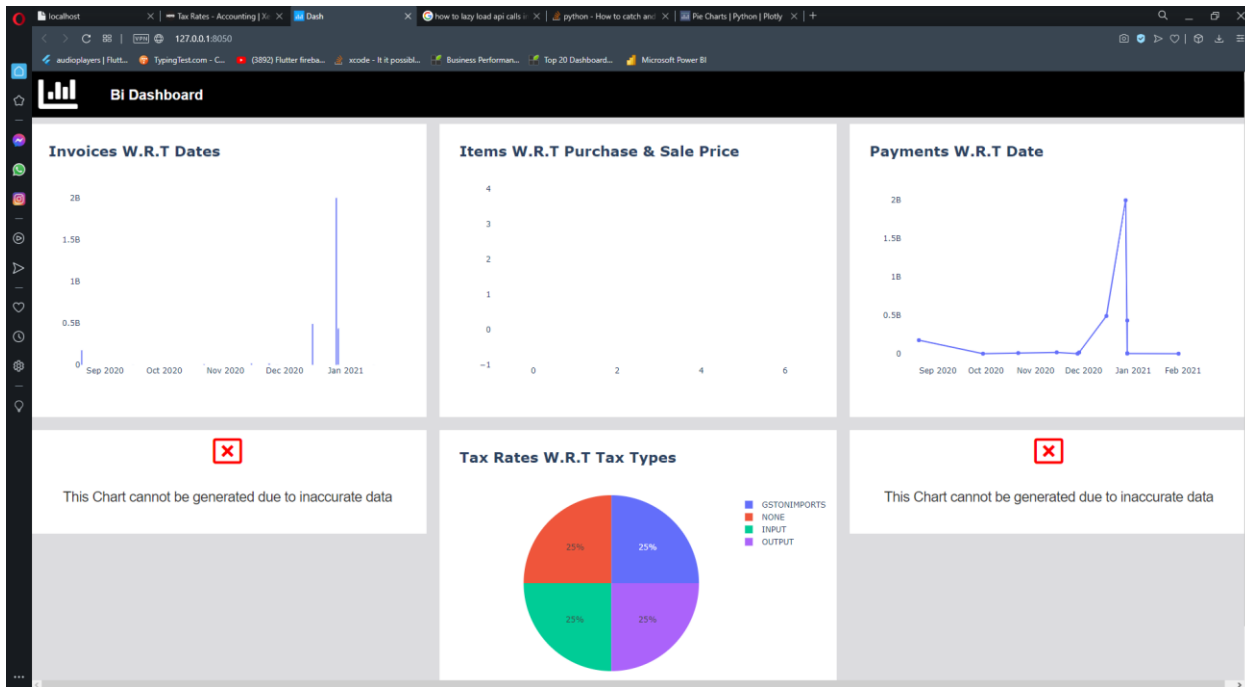 localhost
Tax Rates - Accounting | Xe
Dash
how to lazy load api calls in
python - How to catch and
Pie Charts | Python | Plotly
VPN
127.0.0.1:8050
audioplayers | Flutt...
TypingTest.com - C...
(3892) Flutter fireba...
xcode - It it possibl...
Business Performan...
Top 20 Dashboard...
Microsoft Power BI
Bi Dashboard
Invoices W.R.T Dates
2B
1.5B
1B
0.5B
0
Sep 2020 Oct 2020 Nov 2020 Dec 2020 Jan 2021
Items W.R.T Purchase & Sale Price
4
3
2
1
0
−1
0 2 4 6
Payments W.R.T Date
2B
1.5B
1B
0.5B
0
Sep 2020 Oct 2020 Nov 2020 Dec 2020 Jan 2021 Feb 2021
This Chart cannot be generated due to inaccurate data
Tax Rates W.R.T Tax Types
25% 25%
25% 25%
GSTONIMPORTS
NONE
INPUT
OUTPUT
This Chart cannot be generated due to inaccurate data